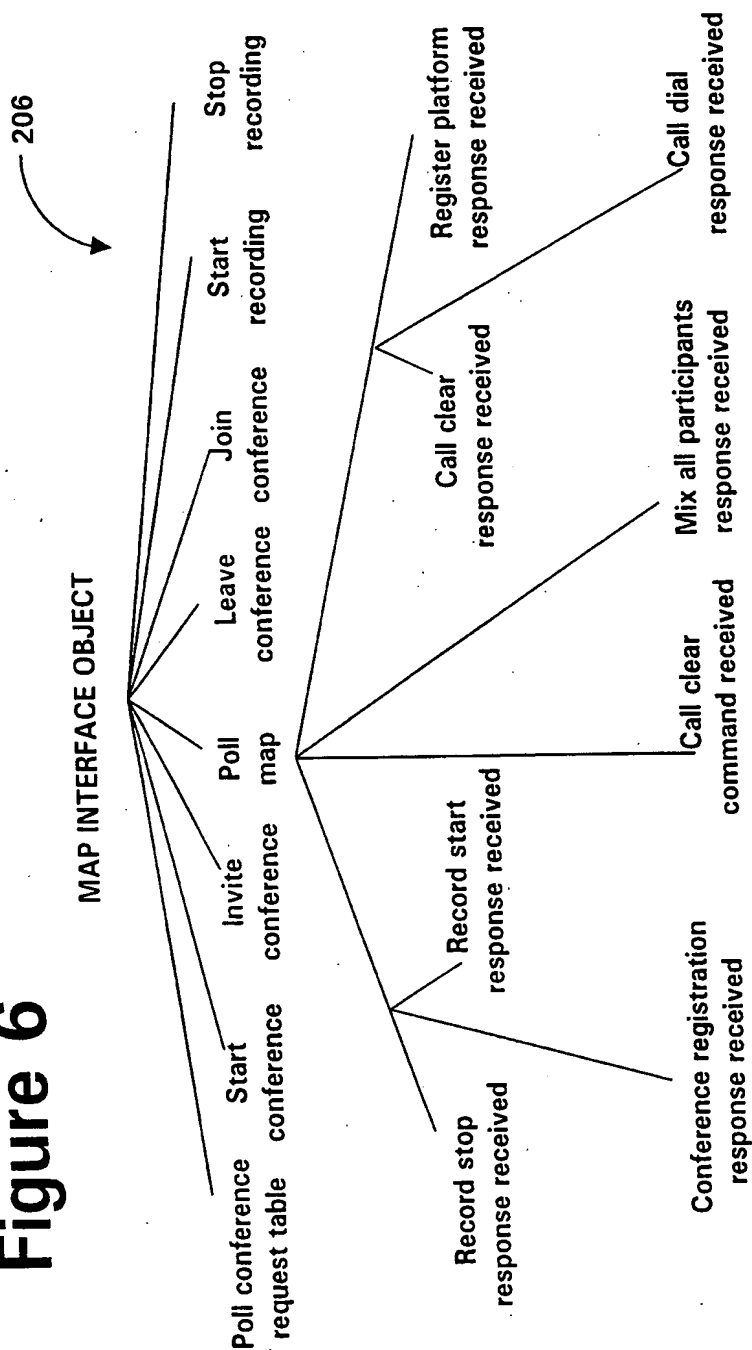 Figure 6
206
MAP INTERFACE OBJECT
Poll conference
request table
Start
conference
Invite
conference
Poll
map
Leave
conference
Join
conference
Start
recording
Stop
recording
Record stop
response received
Record start
response received
Call clear
response received
Register platform
response received
Conference registration
response received
Call clear
command received
Mix all participants
response received
Call dial
response received